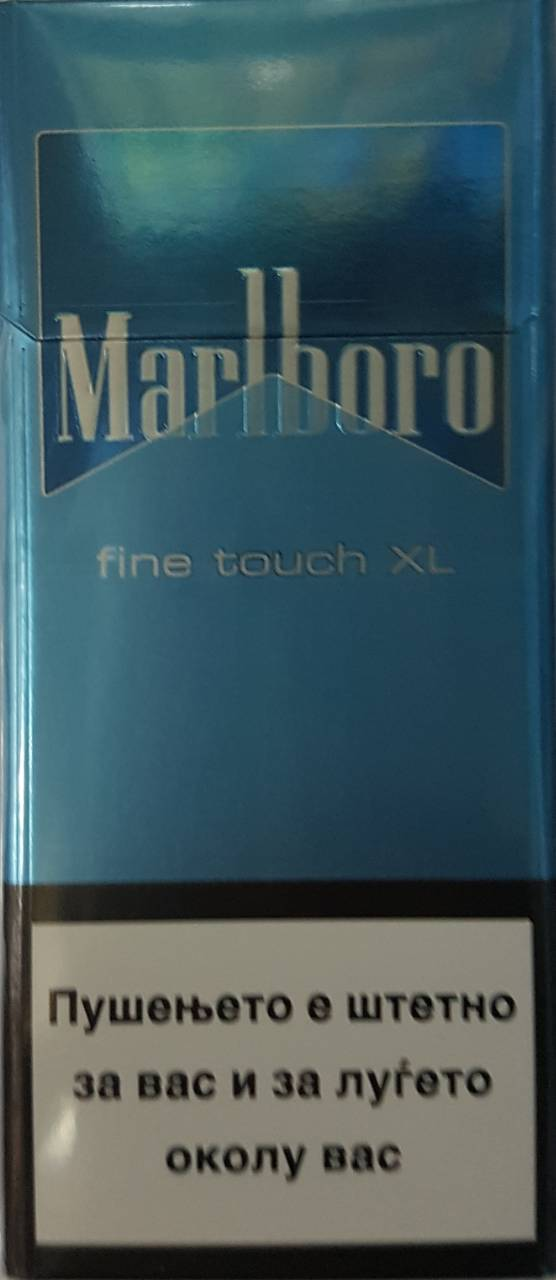 Marlboro
fine touch XL
Пушењето е штетно
за вас и за луѓето
околу вас